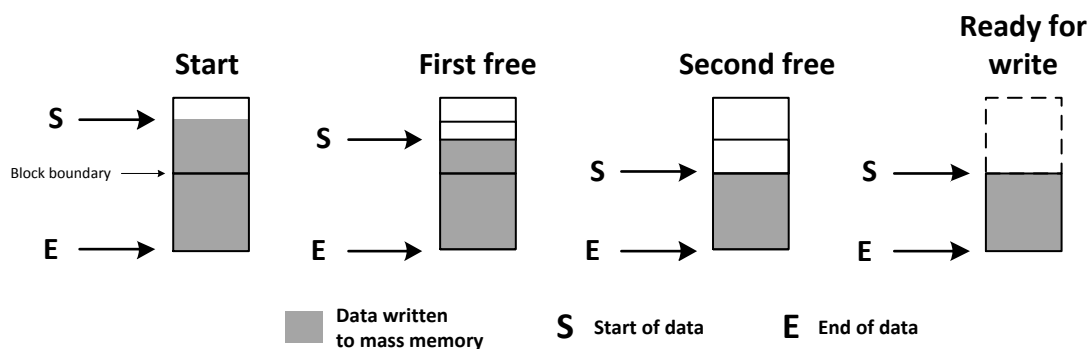 Start
First free
Second free
Ready for
write
S
S
S
S
Block boundary
E
E
E
E
Data written
to mass memory
S Start of data
E End of data